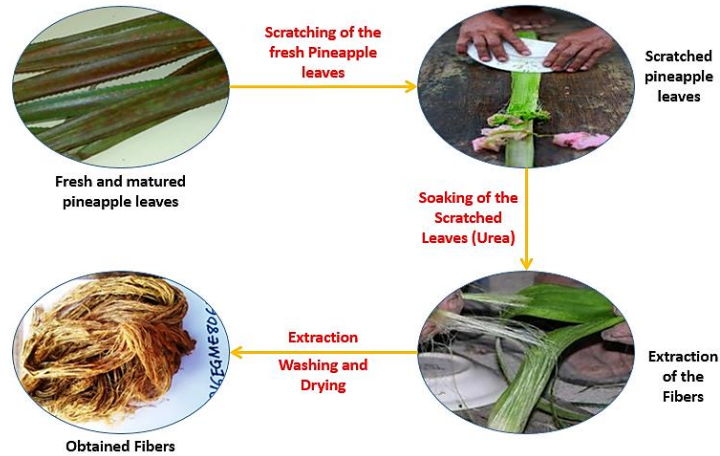 Scratching of the
fresh Pineapple
leaves
Scratched
pineapple
leaves
Fresh and matured
pineapple leaves
Soaking of the
Scratched
Leaves (Urea)
Extraction
Washing and
Drying
Extraction
of the
Fibers
Obtained Fibers